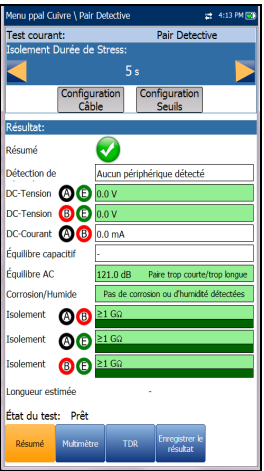 Menu ppal Cuivre \ Pair Detective 4:13 PM
Test courant: Pair Detective
Isolement Durée de Stress:
5 s
Configuration Câble Configuration Seuils
Résultat:
Résumé
Détection de Aucun périphérique détecté
DC-Tension A E 0.0 V
DC-Tension B E 0.0 V
DC-Courant A B 0.0 mA
Équilibre capacitif -
Équilibre AC 121.0 dB Paire trop courte/trop longue
Corrosion/Humide Pas de corrosion ou d'humidité détectées
Isolement A B ≥1 GΩ
Isolement A E ≥1 GΩ
Isolement B E ≥1 GΩ
Longueur estimée -
État du test: Prêt
Résumé Multimètre TDR Enregistrer le résultat